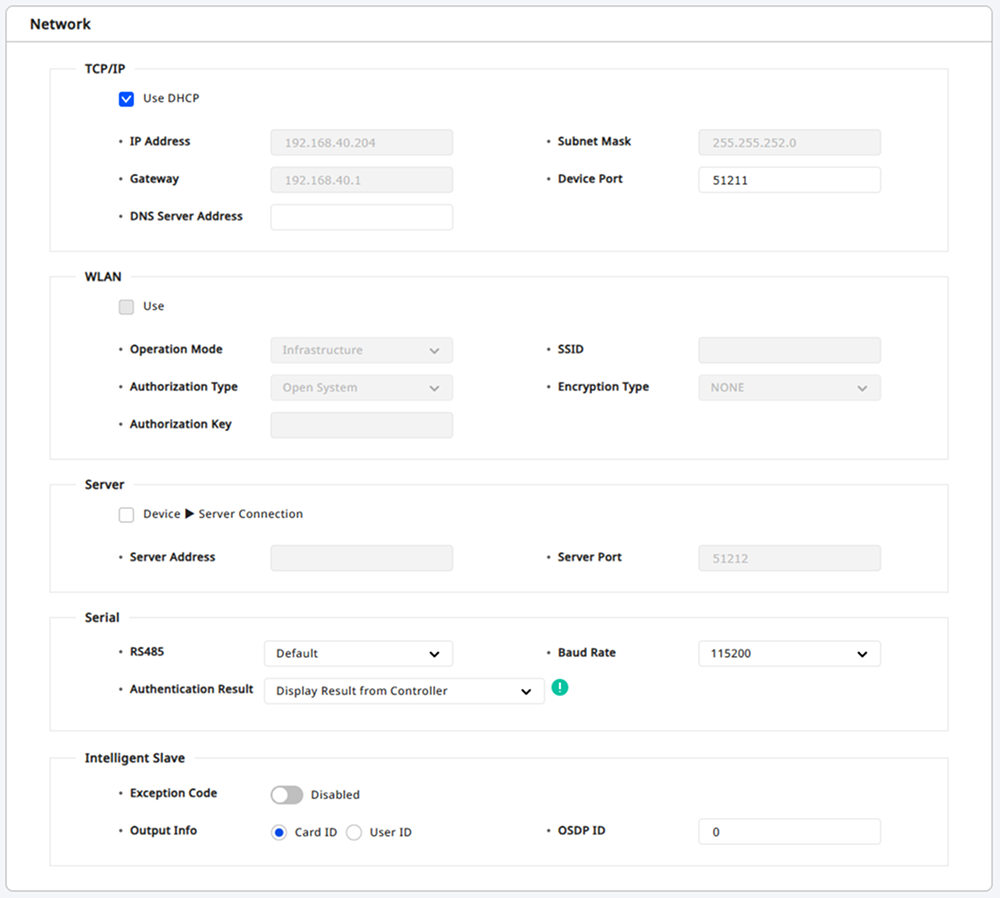 Network
TCP/IP
Use DHCP
IP Address 192.168.40.204 Subnet Mask 255.255.252.0
Gateway 192.168.40.1 Device Port 51211
DNS Server Address
WLAN
Use
Operation Mode Infrastructure SSID
Authorization Type Open System Encryption Type NONE
Authorization Key
Server
Device ▶ Server Connection
Server Address Server Port 51212
Serial
RS485 Default Baud Rate 115200
Authentication Result Display Result from Controller !
Intelligent Slave
Exception Code Disabled
Output Info Card ID User ID OSDP ID 0